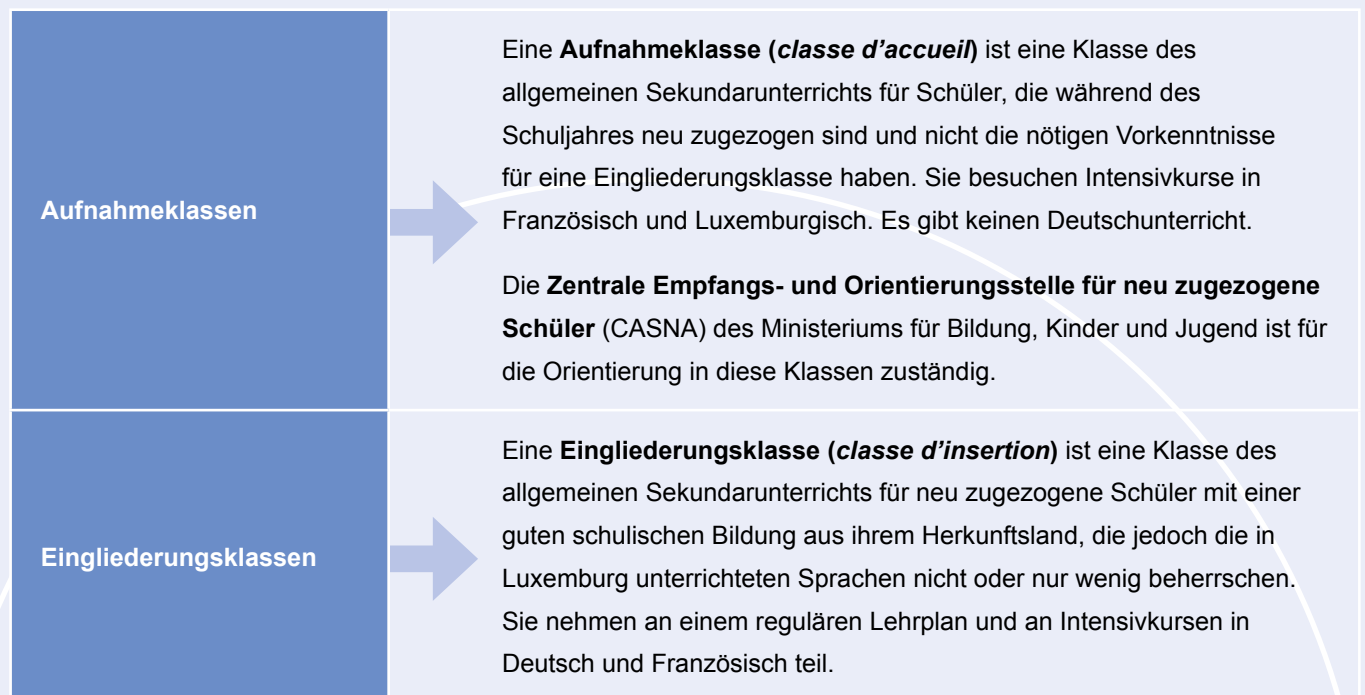 Aufnahmeklassen
Eine Aufnahmeklasse (classe d’accueil) ist eine Klasse des
allgemeinen Sekundarunterrichts für Schüler, die während des
Schuljahres neu zugezogen sind und nicht die nötigen Vorkenntnisse
für eine Eingliederungsklasse haben. Sie besuchen Intensivkurse in
Französisch und Luxemburgisch. Es gibt keinen Deutschunterricht.
Die Zentrale Empfangs- und Orientierungsstelle für neu zugezogene
Schüler (CASNA) des Ministeriums für Bildung, Kinder und Jugend ist für
die Orientierung in diese Klassen zuständig.
Eingliederungsklassen
Eine Eingliederungsklasse (classe d’insertion) ist eine Klasse des
allgemeinen Sekundarunterrichts für neu zugezogene Schüler mit einer
guten schulischen Bildung aus ihrem Herkunftsland, die jedoch die in
Luxemburg unterrichteten Sprachen nicht oder nur wenig beherrschen.
Sie nehmen an einem regulären Lehrplan und an Intensivkursen in
Deutsch und Französisch teil.